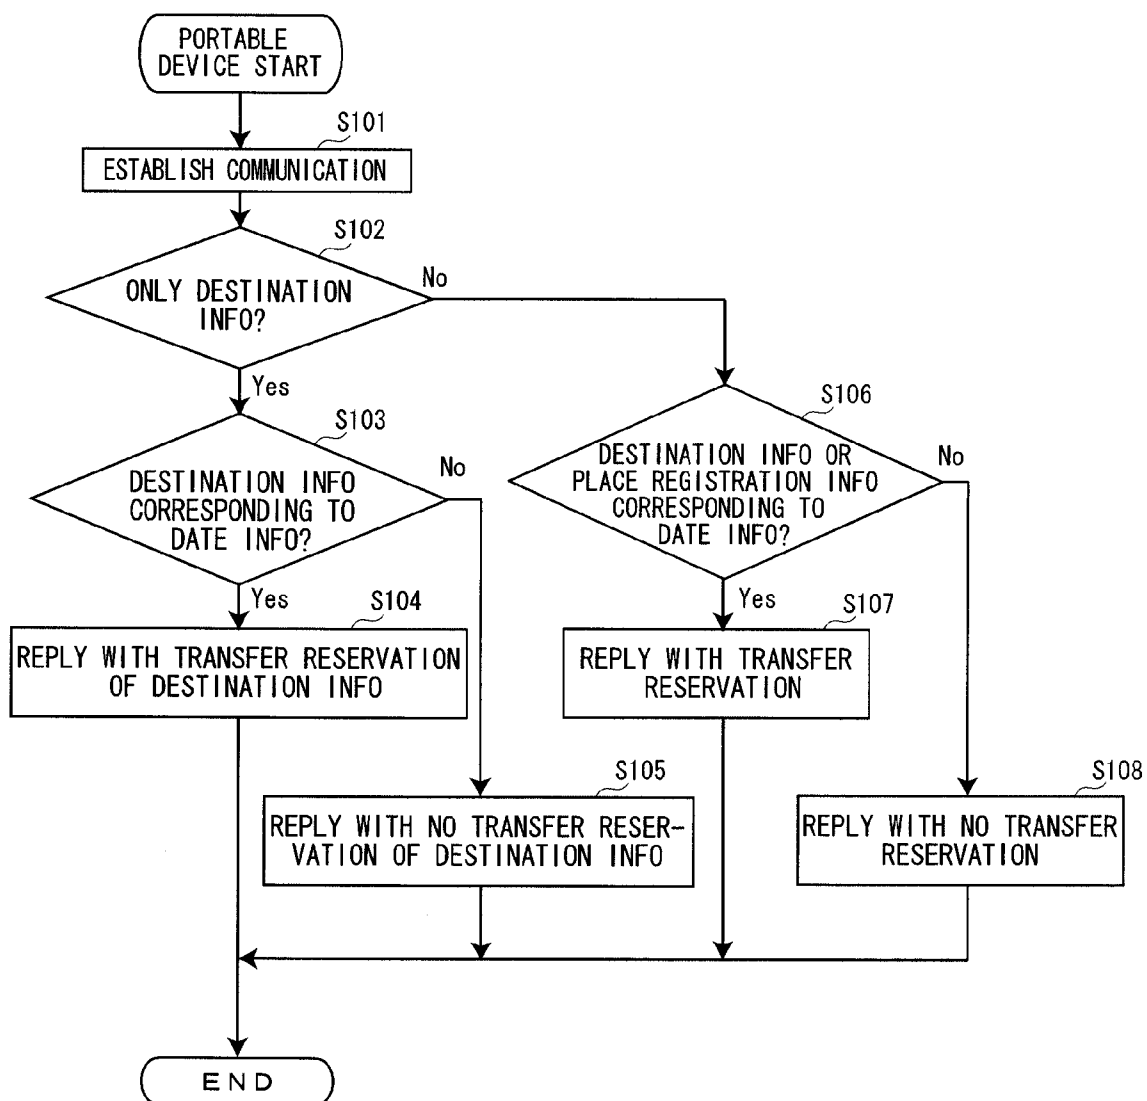 PORTABLE
DEVICE START
S101
ESTABLISH COMMUNICATION
S102
ONLY DESTINATION
INFO?
No
Yes
S103
DESTINATION INFO
CORRESPONDING TO
DATE INFO?
No
Yes
S106
DESTINATION INFO OR
PLACE REGISTRATION INFO
CORRESPONDING TO
DATE INFO?
No
Yes
S104
REPLY WITH TRANSFER RESERVATION
OF DESTINATION INFO
S107
REPLY WITH TRANSFER
RESERVATION
S105
REPLY WITH NO TRANSFER RESER-
VATION OF DESTINATION INFO
S108
REPLY WITH NO TRANSFER
RESERVATION
END